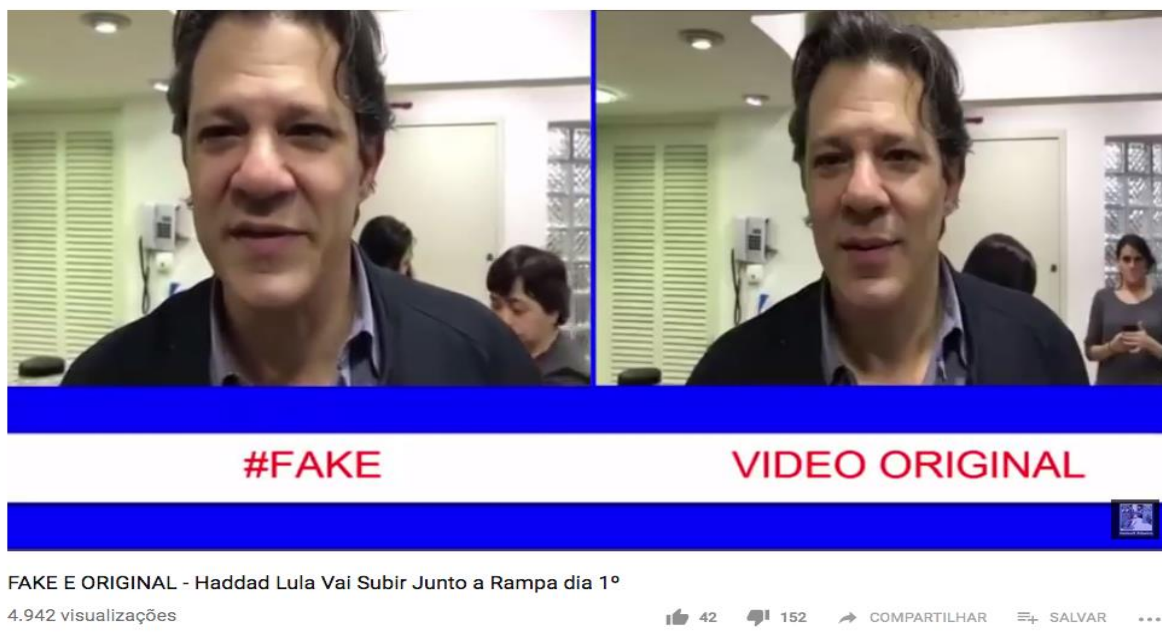 #FAKE
VIDEO ORIGINAL
FAKE E ORIGINAL - Haddad Lula Vai Subir Junto a Rampa dia 1º
4.942 visualizações
42
152
COMPARTILHAR
SALVAR